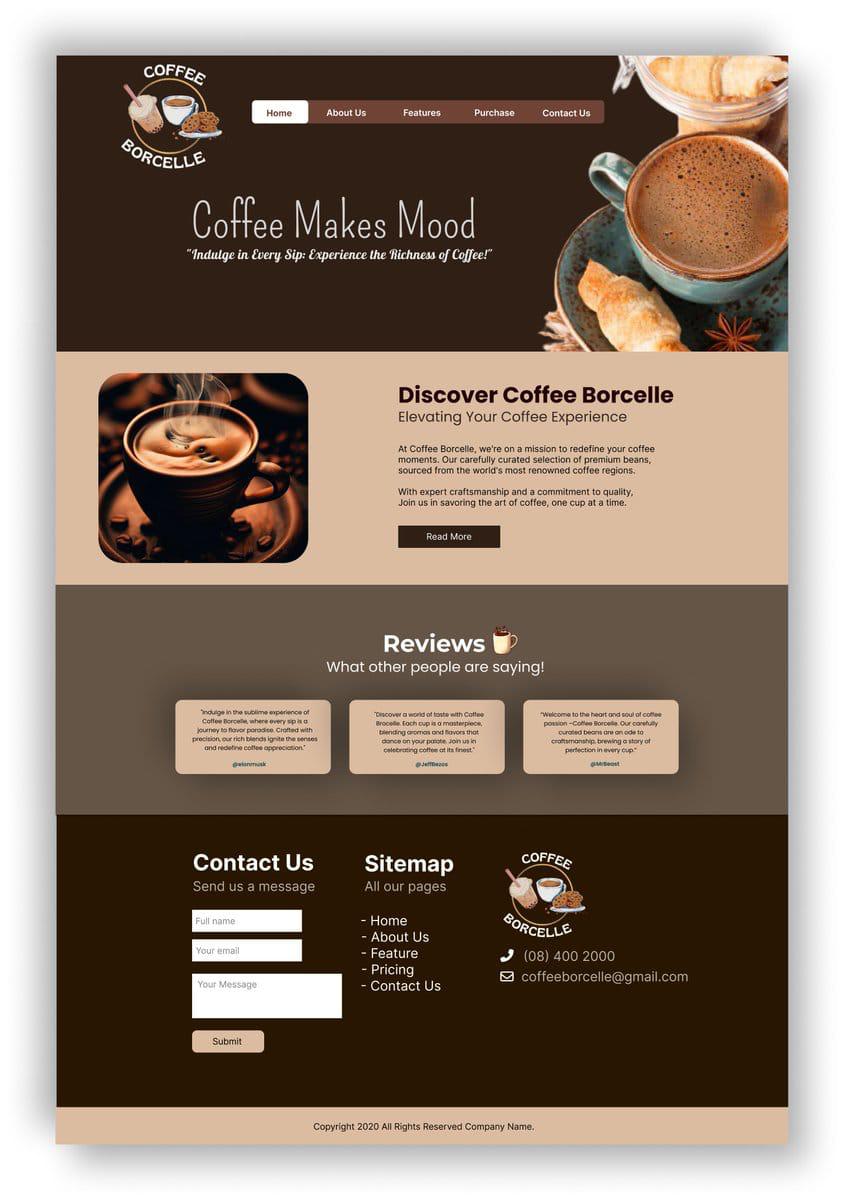 COFFEE
BORCELLE
Home
About Us
Features
Purchase
Contact Us
Coffee Makes Mood
"Indulge in Every Sip: Experience the Richness of Coffee!"
Discover Coffee Borcelle
Elevating Your Coffee Experience
At Coffee Borcelle, we're on a mission to redefine your coffee
moments. Our carefully curated selection of premium beans,
sourced from the world's most renowned coffee regions.
With expert craftsmanship and a commitment to quality,
Join us in savoring the art of coffee, one cup at a time.
Read More
Reviews
What other people are saying!
"Indulge in the sublime experience of
Coffee Borcelle, where every sip is a
journey to flavor paradise. Crafted with
precision, our rich blends ignite the senses
and redefine coffee appreciation."
@elonmusk
"Discover a world of taste with Coffee
Brocelle. Each cup is a masterpiece,
blending aromas and flavors that
dance on your palate. Join us in
celebrating coffee at its finest."
@JeffBezos
"Welcome to the heart and soul of coffee
passion –Coffee Borcelle. Our carefully
curated beans are an ode to
craftsmanship, brewing a story of
perfection in every cup."
@MrBeast
Contact Us
Send us a message
Full name
Your email
Your Message
Submit
Sitemap
All our pages
- Home
- About Us
- Feature
- Pricing
- Contact Us
COFFEE
BORCELLE
(08) 400 2000
coffeeborcelle@gmail.com
Copyright 2020 All Rights Reserved Company Name.